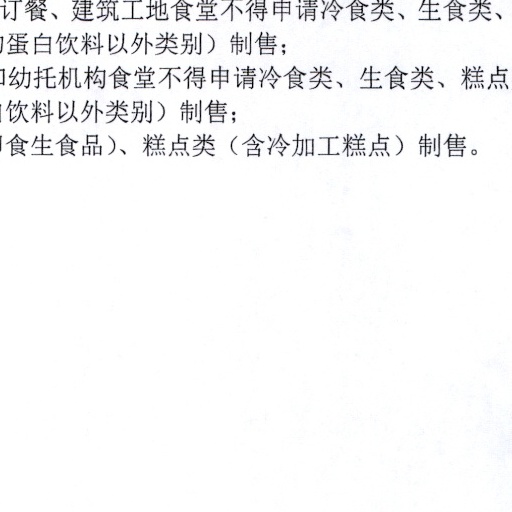 订餐、建筑工地食堂不得申请冷食类、生食类、
蛋白饮料以外类别）制售；
幼托机构食堂不得申请冷食类、生食类、糕点
饮料以外类别）制售；
食生食品）、糕点类（含冷加工糕点）制售。